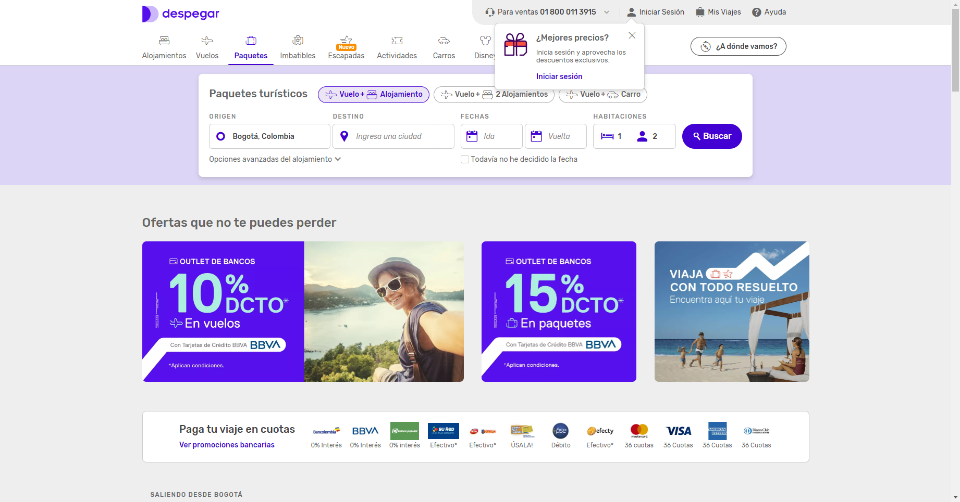 despegar
Para ventas 01 800 011 3915
Iniciar Sesión
Mis Viajes
Ayuda
Alojamientos
Vuelos
Paquetes
Imbatibles
Nuevo
Escapadas
Actividades
Carros
Disney
¿A dónde vamos?
¿Mejores precios?
Inicia sesión y aprovecha los
descuentos exclusivos.
Iniciar sesión
Paquetes turísticos
Vuelo + Alojamiento
Vuelo + 2 Alojamientos
Vuelo + Carro
ORIGEN
DESTINO
FECHAS
HABITACIONES
Bogotá, Colombia
Ingresa una ciudad
Ida
Vuelta
1
2
Buscar
Opciones avanzadas del alojamiento
Todavía no he decidido la fecha
Ofertas que no te puedes perder
OUTLET DE BANCOS
10% DCTO*
En vuelos
Con Tarjetas de Crédito BBVA
*Aplican condiciones.
OUTLET DE BANCOS
15% DCTO*
En paquetes
Con Tarjetas de Crédito BBVA
*Aplican condiciones.
VIAJA
CON TODO RESUELTO
Encuentra aquí tu viaje
Paga tu viaje en cuotas
Ver promociones bancarias
Bancolombia
0% Interés
BBVA
0% Interés
0% interés
SU RED
Efectivo*
Efectivo*
ÚSALA!
Débito
efecty
Efectivo*
mastercard
36 cuotas
VISA
36 Cuotas
36 Cuotas
36 Cuotas
SALIENDO DESDE BOGOTÁ